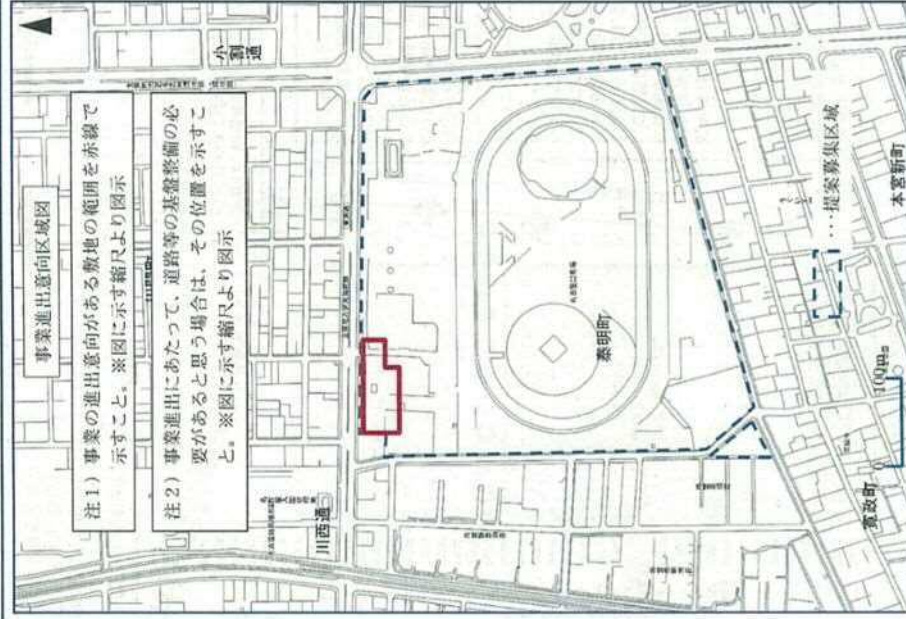 事業進出意向区域図
注1）事業の進出意向がある敷地の範囲を赤線で
示すこと。※図に示す縮尺より図示
注2）事業進出にあたって、道路等の基盤整備の必
要があると思う場合は、その位置を示すこ
と。※図に示す縮尺より図示
小割通
川西通
泰明町
・・・提案募集区域
寛政町
本宮新町
0
100m